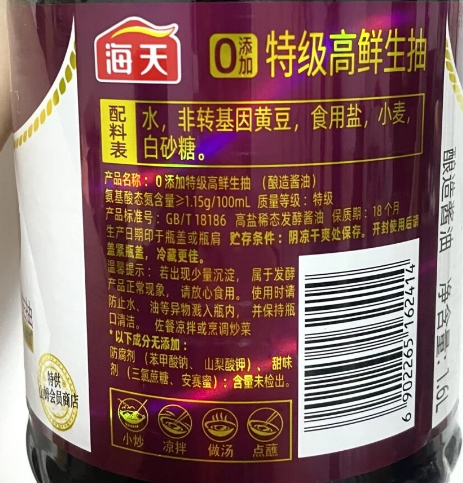 海天
0添加 特级高鲜生抽
配料表
水，非转基因黄豆，食用盐，小麦，
白砂糖。
产品名称：0添加特级高鲜生抽（酿造酱油）
氨基酸态氮含量≥1.15g/100mL 质量等级：特级
产品标准号：GB/T 18186 高盐稀态发酵酱油 保质期：18个月
生产日期印于瓶盖或瓶肩 贮存条件：阴凉干爽处保存。开封使用后请
盖紧瓶盖，冷藏更佳。
温馨提示：若出现少量沉淀，属于发酵
产品正常现象，请放心食用。使用时请
防止水、油等异物溅入瓶内，并保持瓶
口清洁。佐餐凉拌或烹调炒菜
*以下成分无添加：
防腐剂（苯甲酸钠、山梨酸钾）、甜味
剂（三氯蔗糖、安赛蜜）：含量未检出。
小炒 凉拌 做汤 点蘸
6 902265 162414
酿造酱油 净含量：1.6L
特供
会员商店